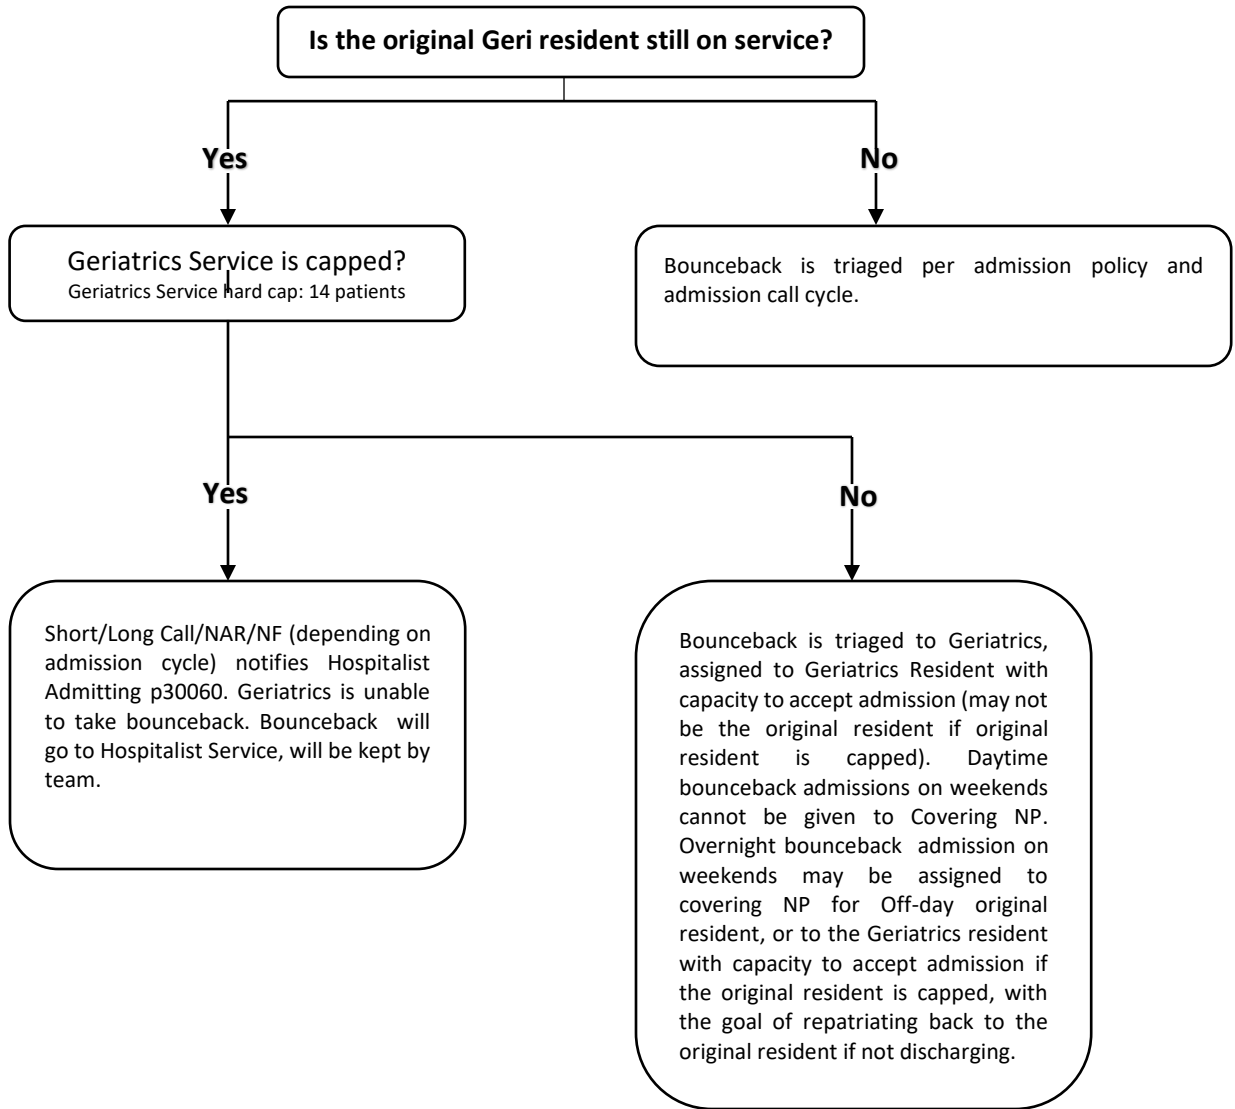 Is the original Geri resident still on service?
Yes
No
Geriatrics Service is capped?
Geriatrics Service hard cap: 14 patients
Bounceback is triaged per admission policy and
admission call cycle.
Yes
No
Short/Long Call/NAR/NF (depending on
admission cycle) notifies Hospitalist
Admitting p30060. Geriatrics is unable
to take bounceback. Bounceback will
go to Hospitalist Service, will be kept by
team.
Bounceback is triaged to Geriatrics,
assigned to Geriatrics Resident with
capacity to accept admission (may not
be the original resident if original
resident is capped). Daytime
bounceback admissions on weekends
cannot be given to Covering NP.
Overnight bounceback admission on
weekends may be assigned to
covering NP for Off-day original
resident, or to the Geriatrics resident
with capacity to accept admission if
the original resident is capped, with
the goal of repatriating back to the
original resident if not discharging.